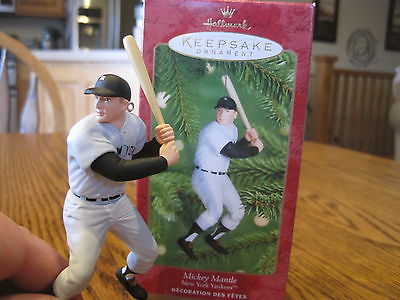 Hallmark
KEEPSAKE
ORNAMENT
Mickey Mantle
New York Yankees™
DÉCORATION DES FÊTES